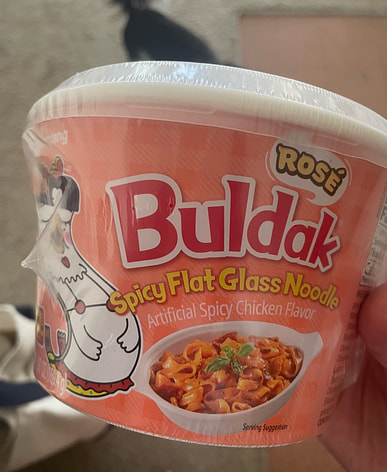 ROSÉ
Buldak
Spicy Flat Glass Noodle
Artificial Spicy Chicken Flavor
Serving Suggestion